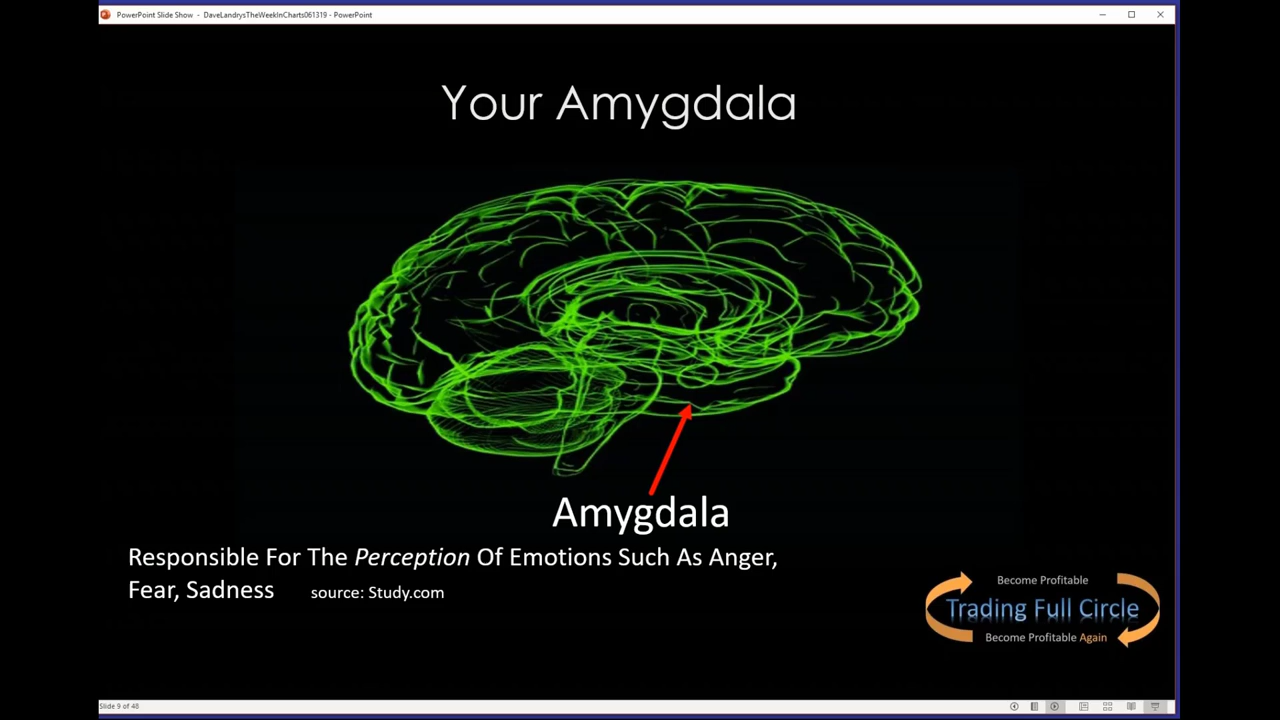 PowerPoint Slide Show - DaveLandrysTheWeekInCharts061319 - PowerPoint
Your Amygdala
Amygdala
Responsible For The Perception Of Emotions Such As Anger,
Fear, Sadness source: Study.com
Become Profitable
Trading Full Circle
Become Profitable Again
Slide 9 of 48